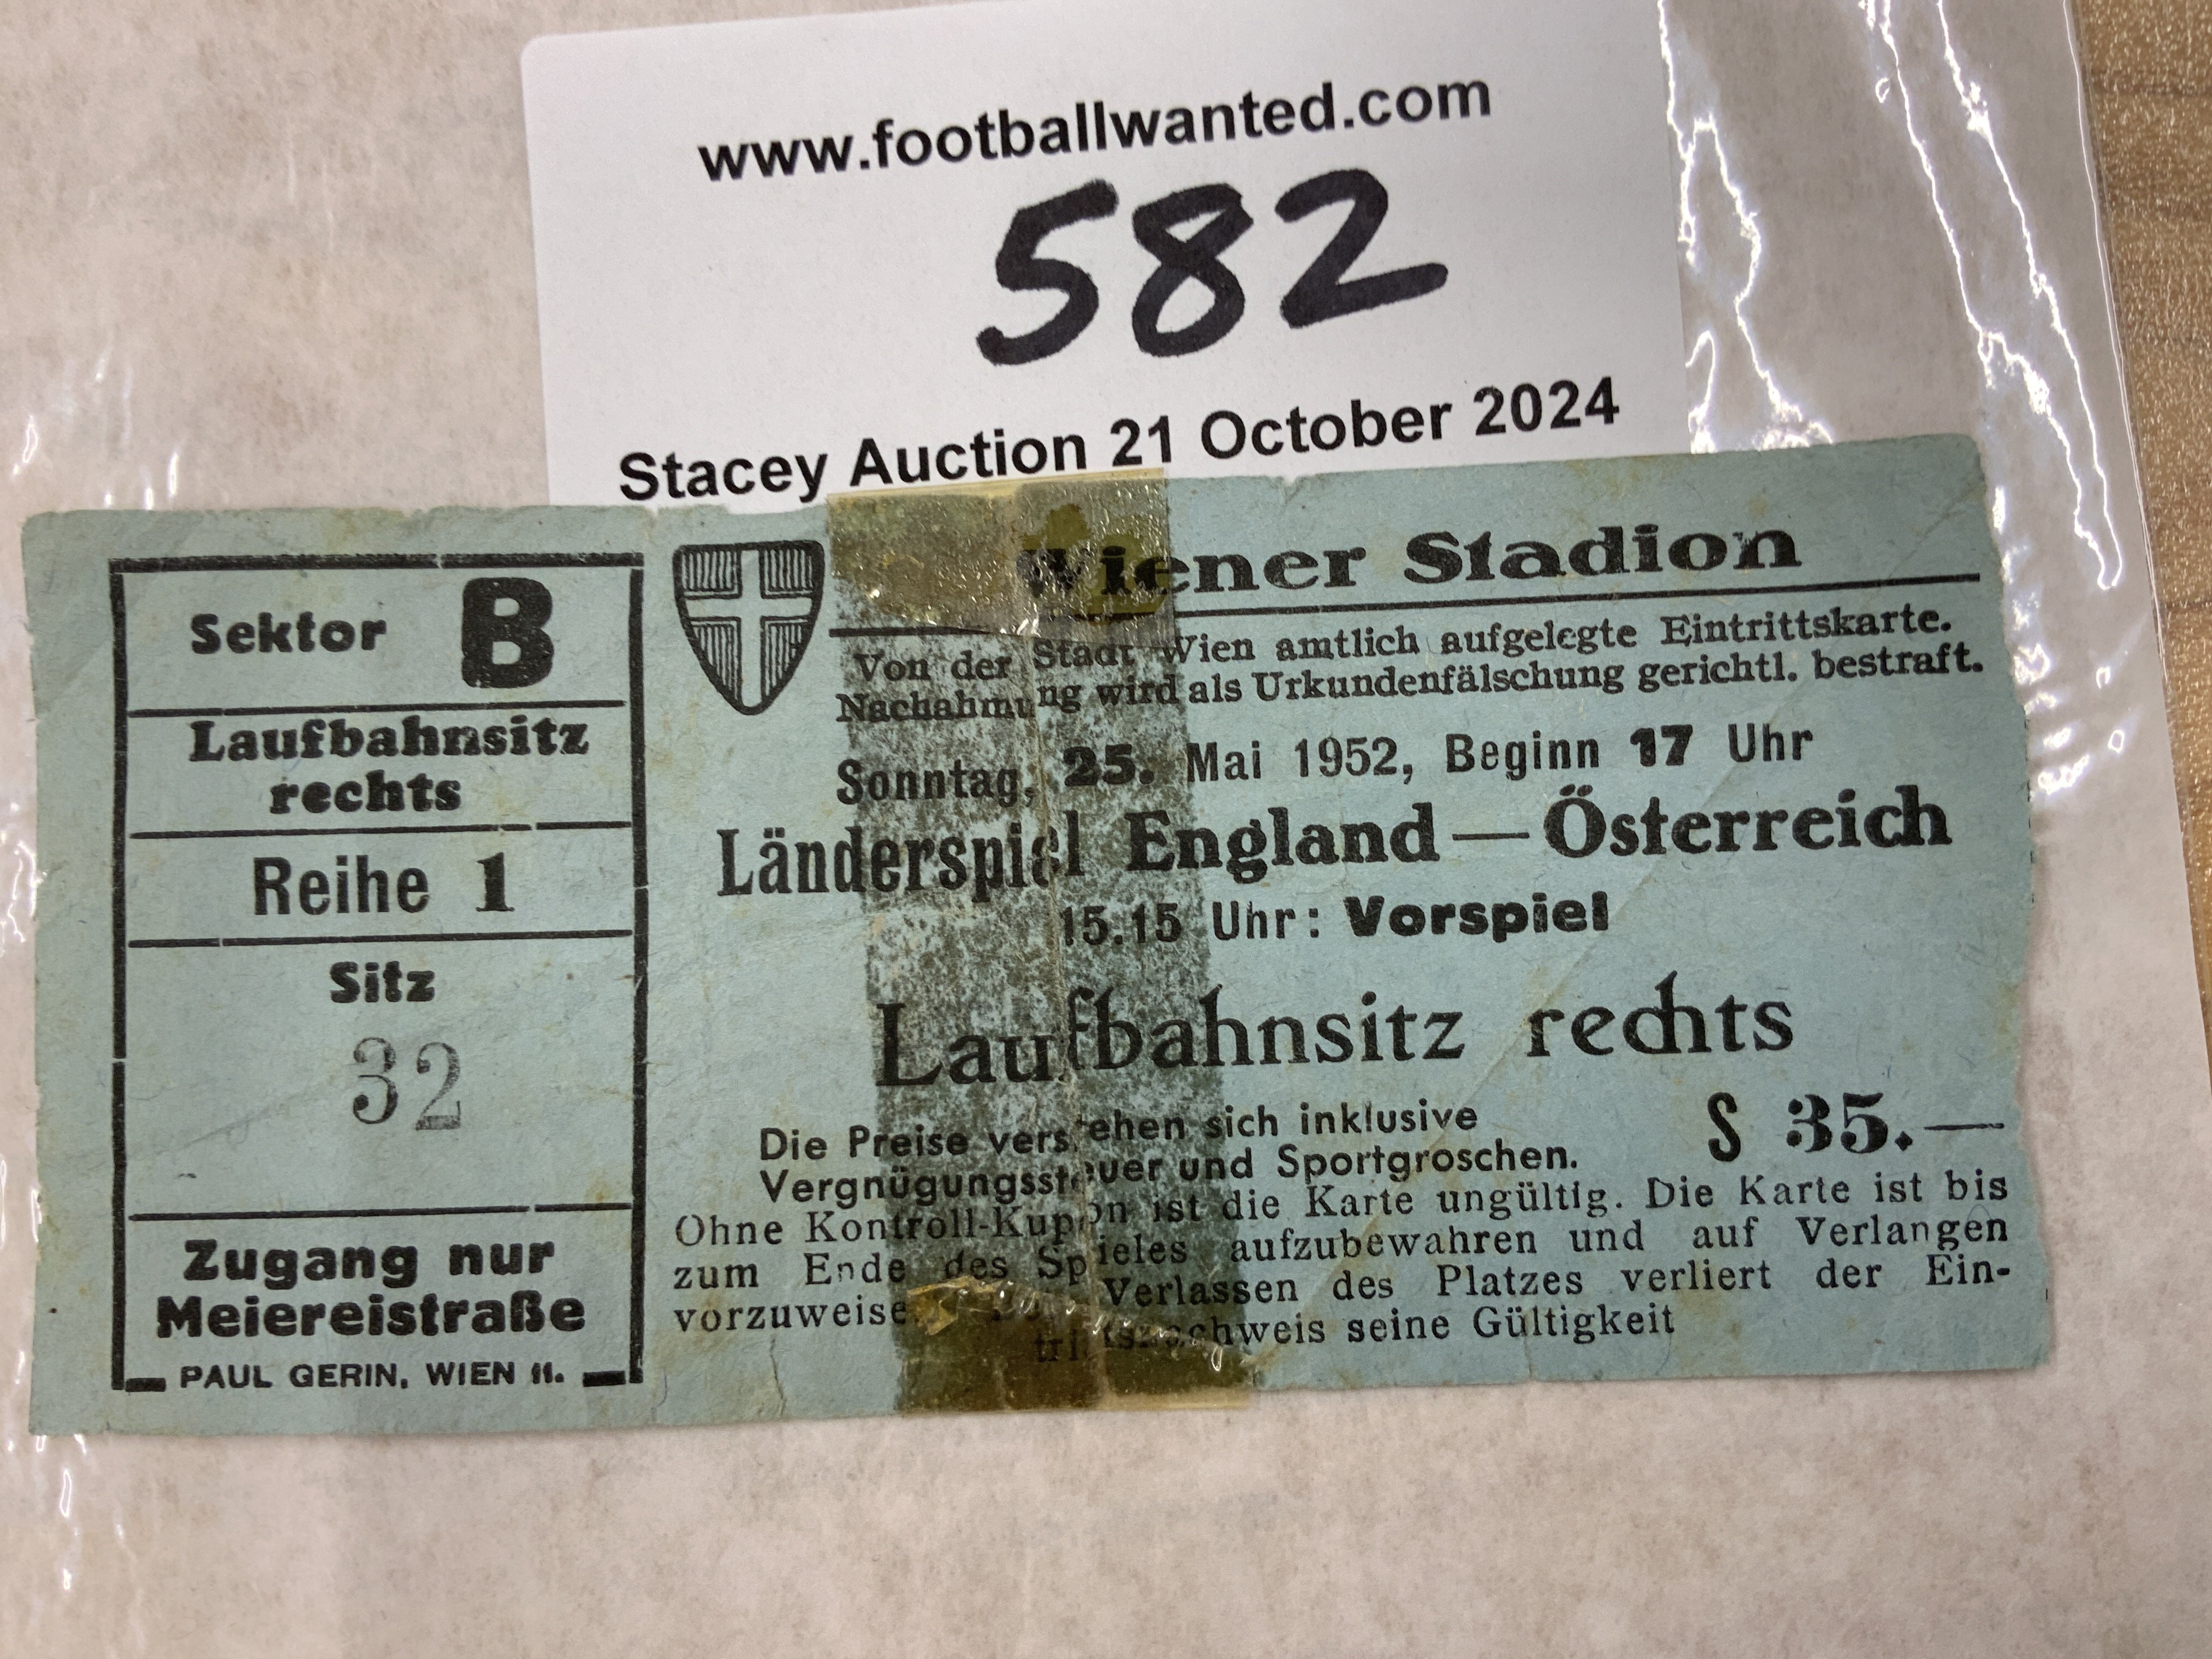 www.footballwanted.com
582
Stacey Auction 21 October 2024
Sektor B
Laufbahnsitz
rechts
Reihe 1
Sitz
32
Zugang nur
Meiereistraße
PAUL GERIN, WIEN II.
Wiener Stadion
Von der Stadt Wien amtlich aufgelegte Eintrittskarte.
Nachahmung wird als Urkundenfälschung gerichtl. bestraft.
Sonntag, 25. Mai 1952, Beginn 17 Uhr
Länderspiel England — Österreich
15.15 Uhr: Vorspiel
Laufbahnsitz rechts
Die Preise verstehen sich inklusive
Vergnügungssteuer und Sportgroschen.
S 35.—
Ohne Kontroll-Kupon ist die Karte ungültig. Die Karte ist bis
zum Ende des Spieles aufzubewahren und auf Verlangen
vorzuweisen. Verlassen des Platzes verliert der Ein-
trittsnachweis seine Gültigkeit